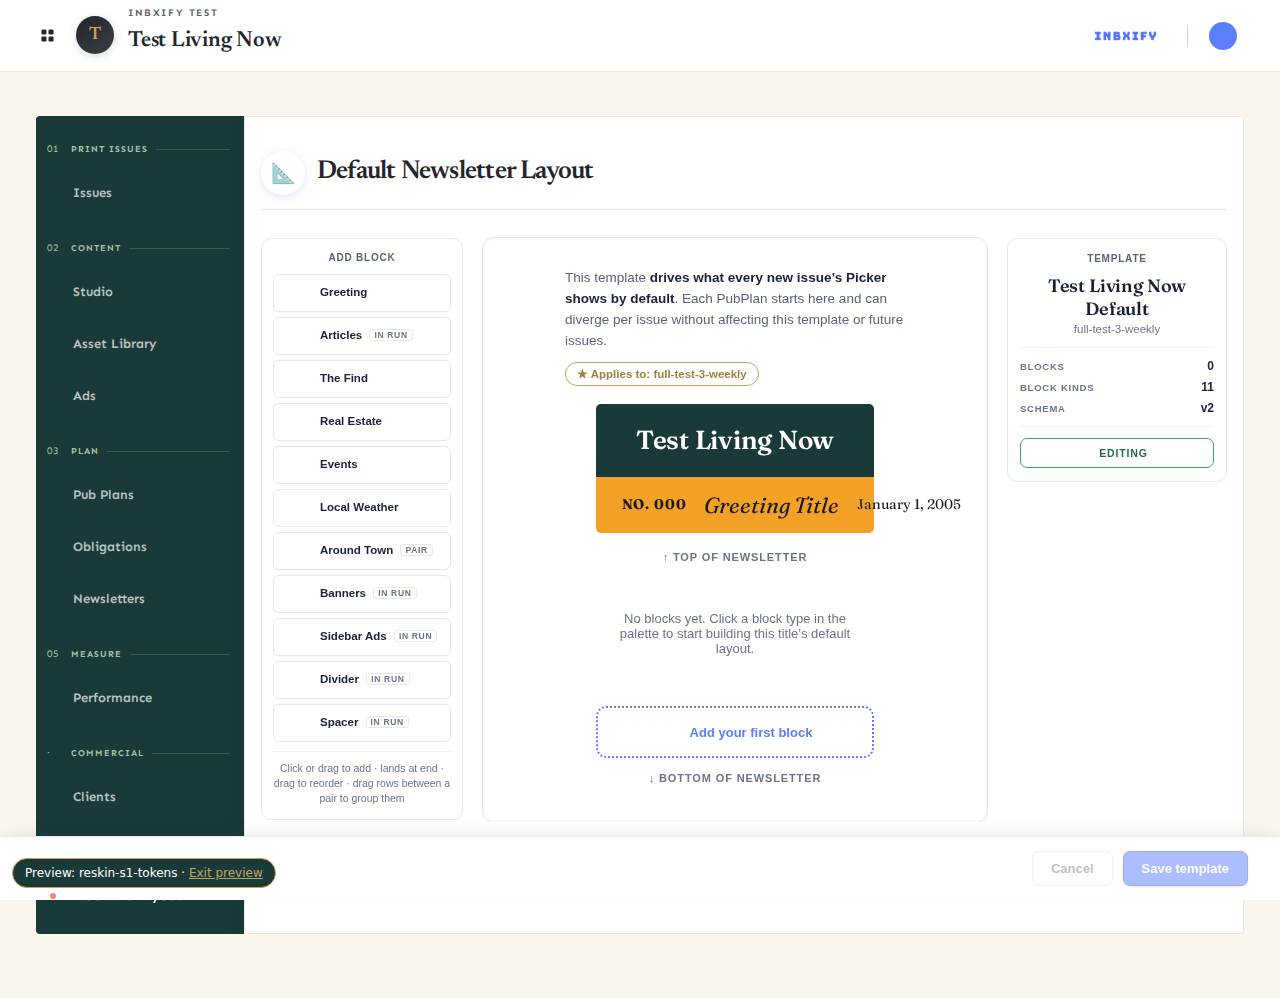 INBXIFY TEST
T
Test Living Now
INBXIFY
01 PRINT ISSUES
Issues
02 CONTENT
Studio
Asset Library
Ads
03 PLAN
Pub Plans
Obligations
Newsletters
05 MEASURE
Performance
· COMMERCIAL
Clients
Default Newsletter Layout
ADD BLOCK
Greeting
Articles IN RUN
The Find
Real Estate
Events
Local Weather
Around Town PAIR
Banners IN RUN
Sidebar Ads IN RUN
Divider IN RUN
Spacer IN RUN
Click or drag to add · lands at end ·
drag to reorder · drag rows between a
pair to group them
This template drives what every new issue’s Picker
shows by default. Each PubPlan starts here and can
diverge per issue without affecting this template or future
issues.
★ Applies to: full-test-3-weekly
Test Living Now
NO. 000 Greeting Title January 1, 2005
↑ TOP OF NEWSLETTER
No blocks yet. Click a block type in the
palette to start building this title’s default
layout.
Add your first block
↓ BOTTOM OF NEWSLETTER
TEMPLATE
Test Living Now
Default
full-test-3-weekly
BLOCKS 0
BLOCK KINDS 11
SCHEMA v2
EDITING
Preview: reskin-s1-tokens · Exit preview
Cancel
Save template